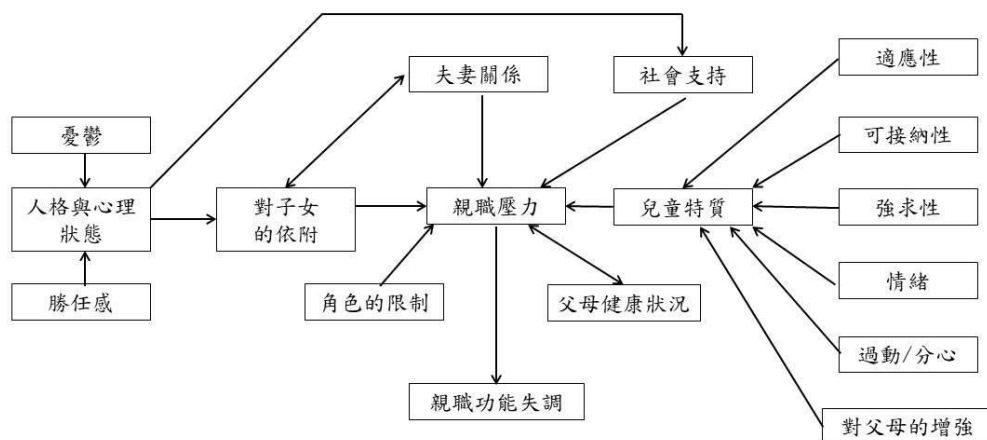 適應性
夫妻關係
社會支持
憂鬱
可接納性
人格與心理
狀態
對子女
的依附
親職壓力
兒童特質
強求性
勝任感
角色的限制
父母健康狀況
情緒
過動/分心
親職功能失調
對父母的增強